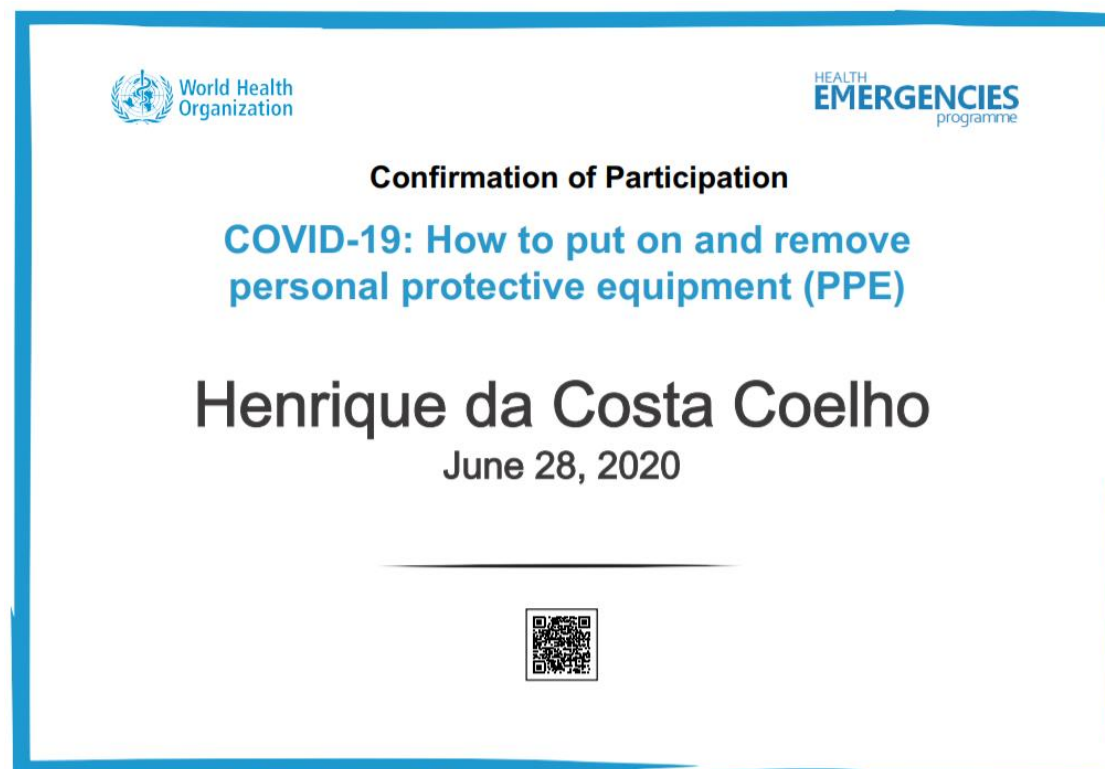 World Health
Organization
HEALTH
EMERGENCIES
programme
Confirmation of Participation
COVID-19: How to put on and remove
personal protective equipment (PPE)
Henrique da Costa Coelho
June 28, 2020